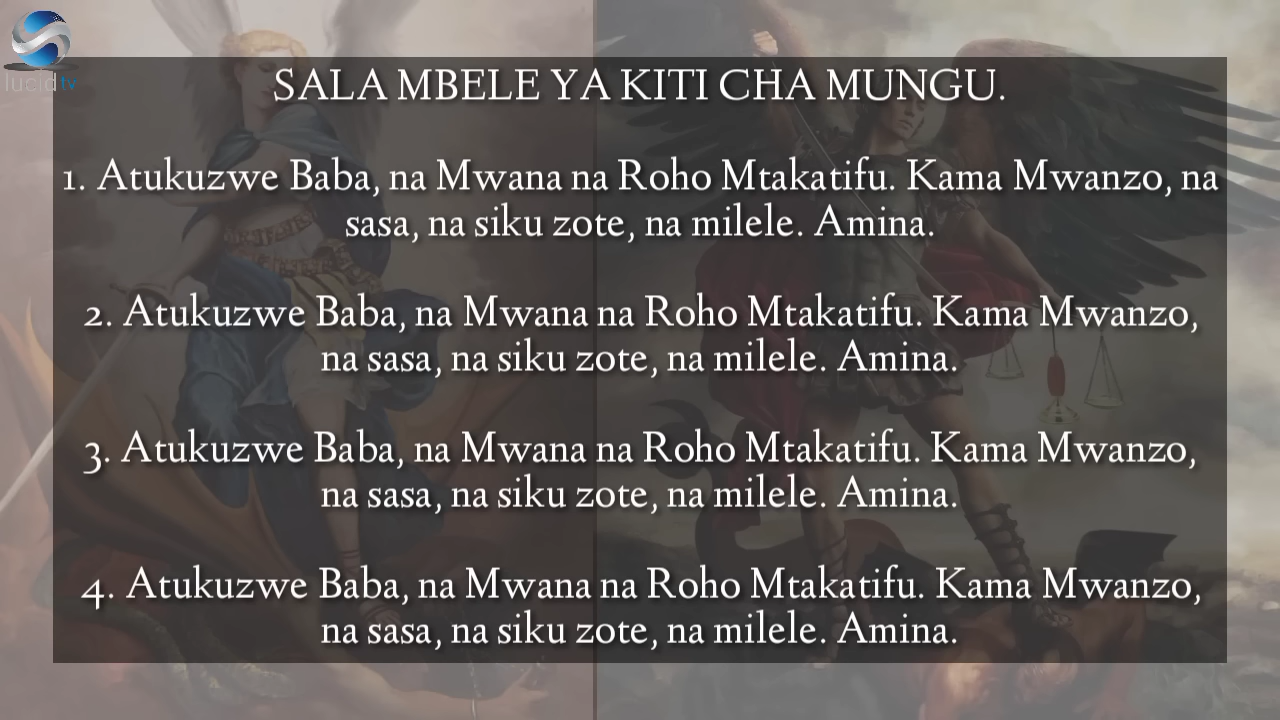 lucid tv
SALA MBELE YA KITI CHA MUNGU.
1. Atukuzwe Baba, na Mwana na Roho Mtakatifu. Kama Mwanzo, na
sasa, na siku zote, na milele. Amina.
2. Atukuzwe Baba, na Mwana na Roho Mtakatifu. Kama Mwanzo,
na sasa, na siku zote, na milele. Amina.
3. Atukuzwe Baba, na Mwana na Roho Mtakatifu. Kama Mwanzo,
na sasa, na siku zote, na milele. Amina.
4. Atukuzwe Baba, na Mwana na Roho Mtakatifu. Kama Mwanzo,
na sasa, na siku zote, na milele. Amina.